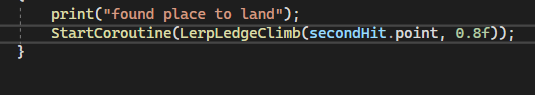 print("found place to land");
StartCoroutine(LerpLedgeClimb(secondHit.point, 0.8f));
}